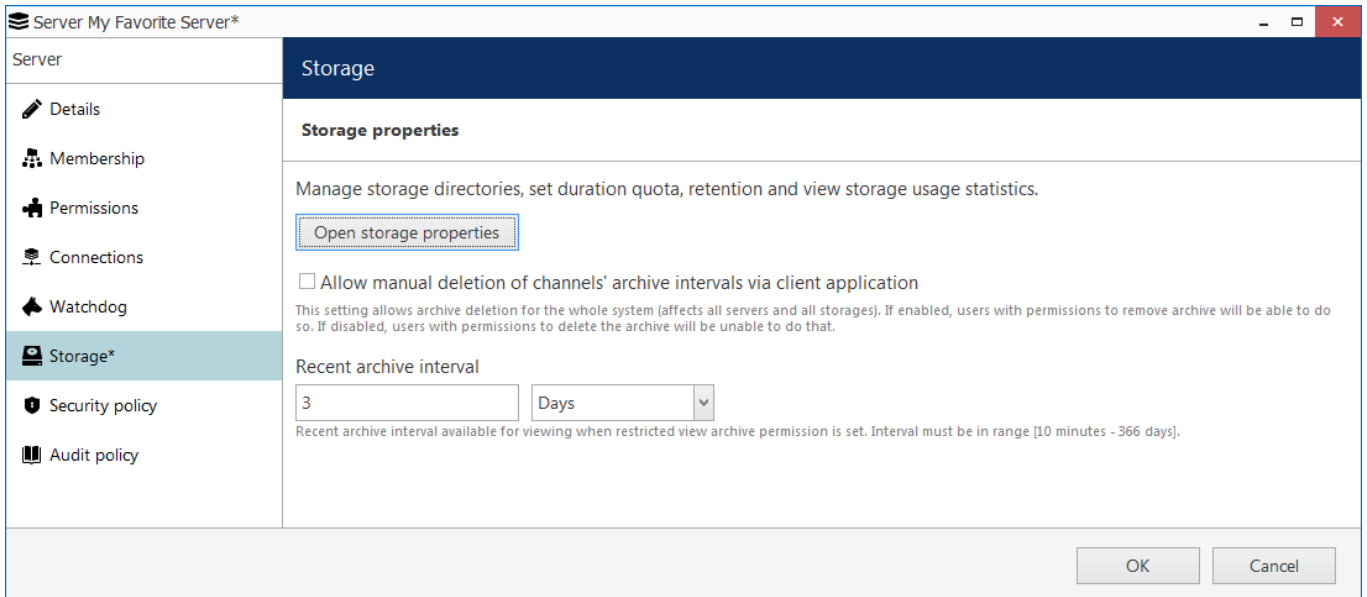 Server My Favorite Server*
Server
Details
Membership
Permissions
Connections
Watchdog
Storage*
Security policy
Audit policy
Storage
Storage properties
Manage storage directories, set duration quota, retention and view storage usage statistics.
Open storage properties
Allow manual deletion of channels' archive intervals via client application
This setting allows archive deletion for the whole system (affects all servers and all storages). If enabled, users with permissions to remove archive will be able to do
so. If disabled, users with permissions to delete the archive will be unable to do that.
Recent archive interval
3
Days
Recent archive interval available for viewing when restricted view archive permission is set. Interval must be in range [10 minutes - 366 days].
OK
Cancel